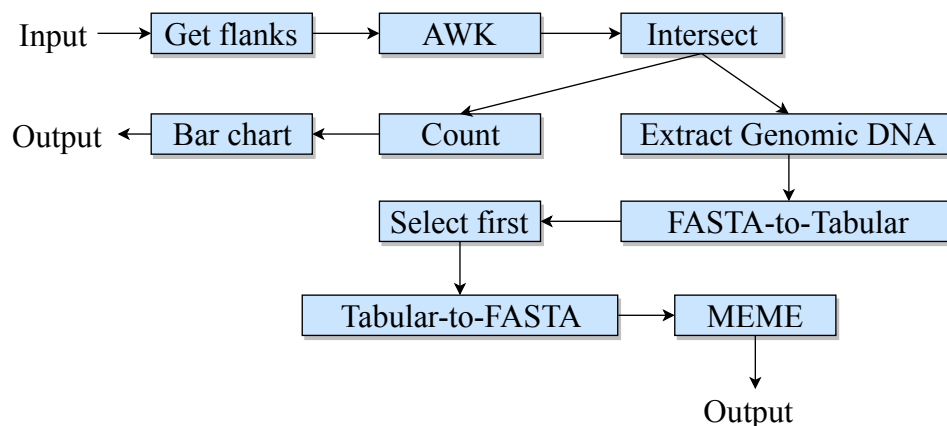 Input
Get flanks
AWK
Intersect
Output
Bar chart
Count
Extract Genomic DNA
Select first
FASTA-to-Tabular
Tabular-to-FASTA
MEME
Output